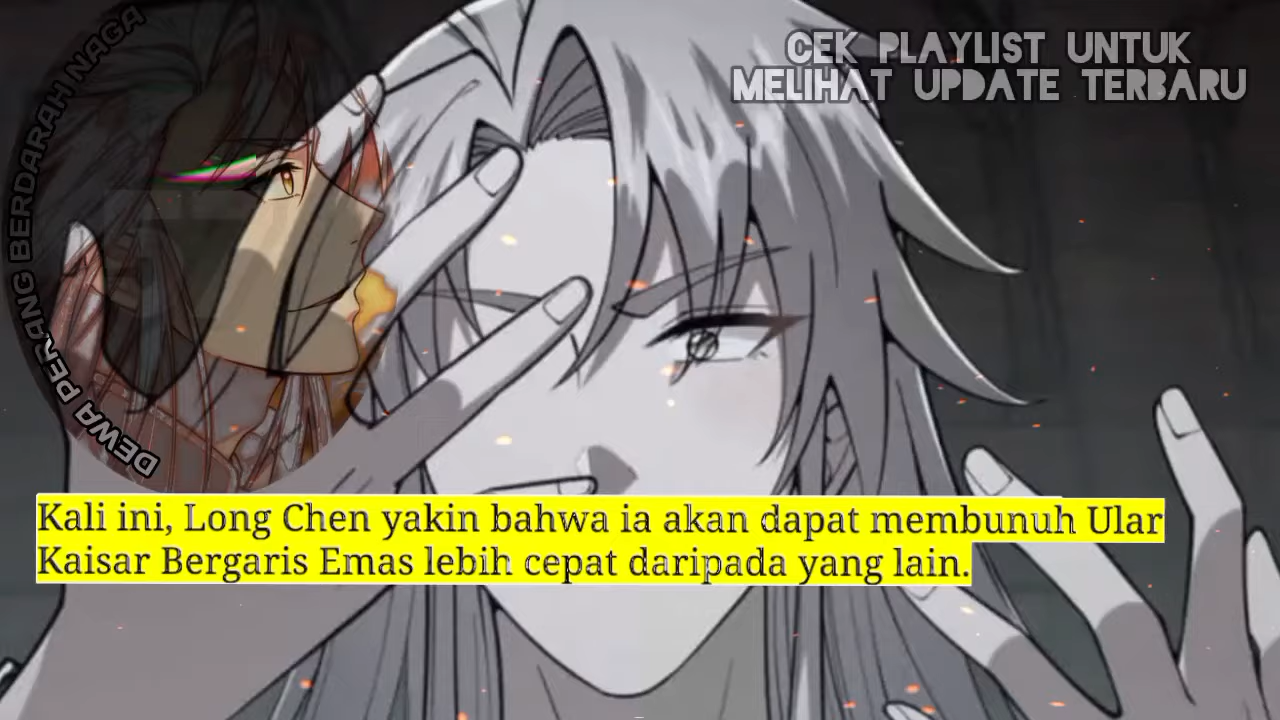 DEWA PERANG BERDARAH NAGA
CEK PLAYLIST UNTUK
MELIHAT UPDATE TERBARU
Kali ini, Long Chen yakin bahwa ia akan dapat membunuh Ular
Kaisar Bergaris Emas lebih cepat daripada yang lain.